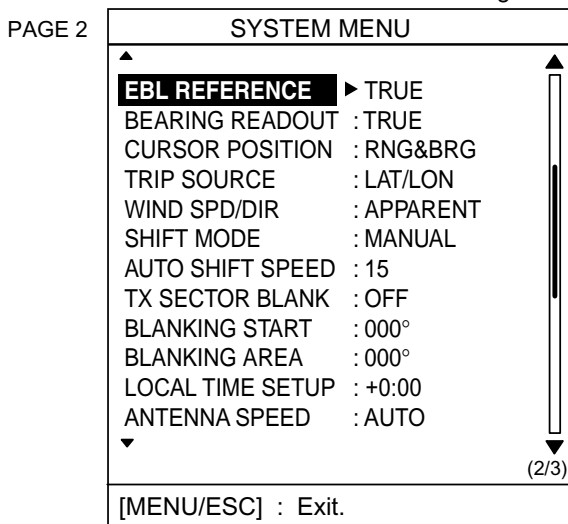 PAGE 2
SYSTEM MENU
EBL REFERENCE ▶ TRUE
BEARING READOUT : TRUE
CURSOR POSITION : RNG&BRG
TRIP SOURCE : LAT/LON
WIND SPD/DIR : APPARENT
SHIFT MODE : MANUAL
AUTO SHIFT SPEED : 15
TX SECTOR BLANK : OFF
BLANKING START : 000°
BLANKING AREA : 000°
LOCAL TIME SETUP : +0:00
ANTENNA SPEED : AUTO
(2/3)
[MENU/ESC] : Exit.